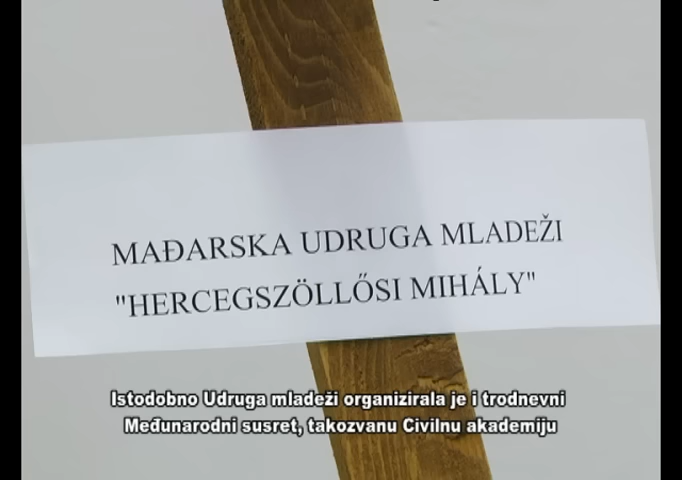 MAĐARSKA UDRUGA MLADEŽI
"HERCEGSZÖLLŐSI MIHÁLY"
Istodobno Udruga mladeži organizirala je i trodnevni
Međunarodni susret, takozvanu Civilnu akademiju